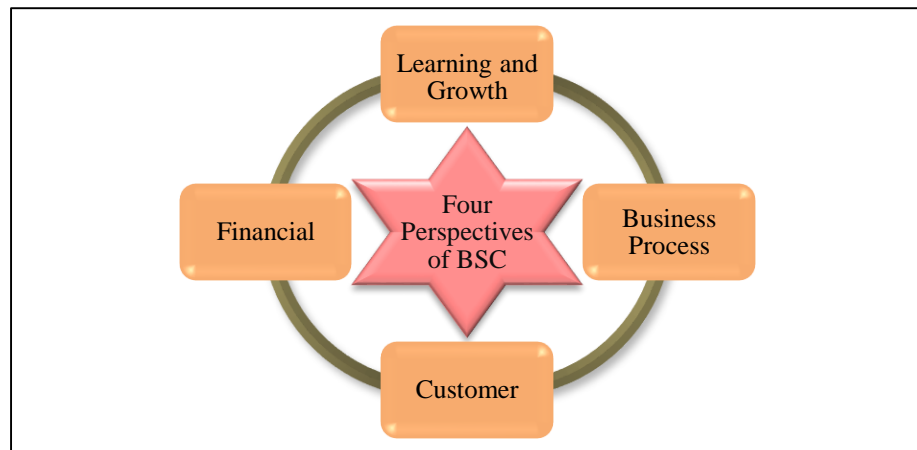 Learning and
Growth
Financial
Four
Perspectives
of BSC
Business
Process
Customer